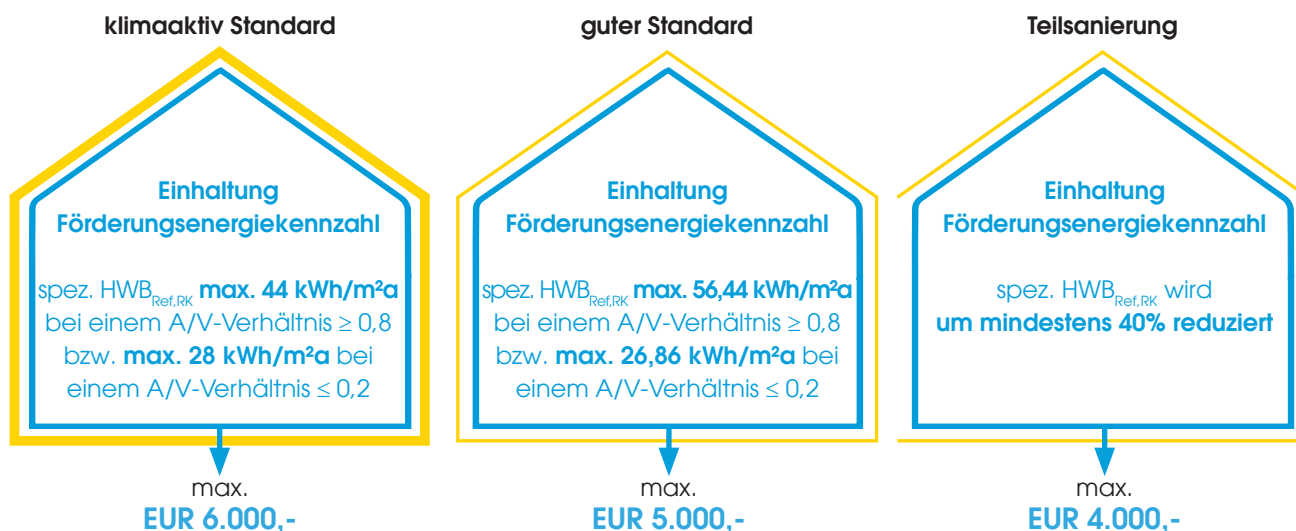 klimaaktiv Standard
Einhaltung
Förderungsenergiekennzahl
spez. HWBRef,RK max. 44 kWh/m²a
bei einem A/V-Verhältnis ≥ 0,8
bzw. max. 28 kWh/m²a bei
einem A/V-Verhältnis ≤ 0,2
max.
EUR 6.000,-
guter Standard
Einhaltung
Förderungsenergiekennzahl
spez. HWBRef,RK max. 56,44 kWh/m²a
bei einem A/V-Verhältnis ≥ 0,8
bzw. max. 26,86 kWh/m²a bei
einem A/V-Verhältnis ≤ 0,2
max.
EUR 5.000,-
Teilsanierung
Einhaltung
Förderungsenergiekennzahl
spez. HWBRef,RK wird
um mindestens 40% reduziert
max.
EUR 4.000,-